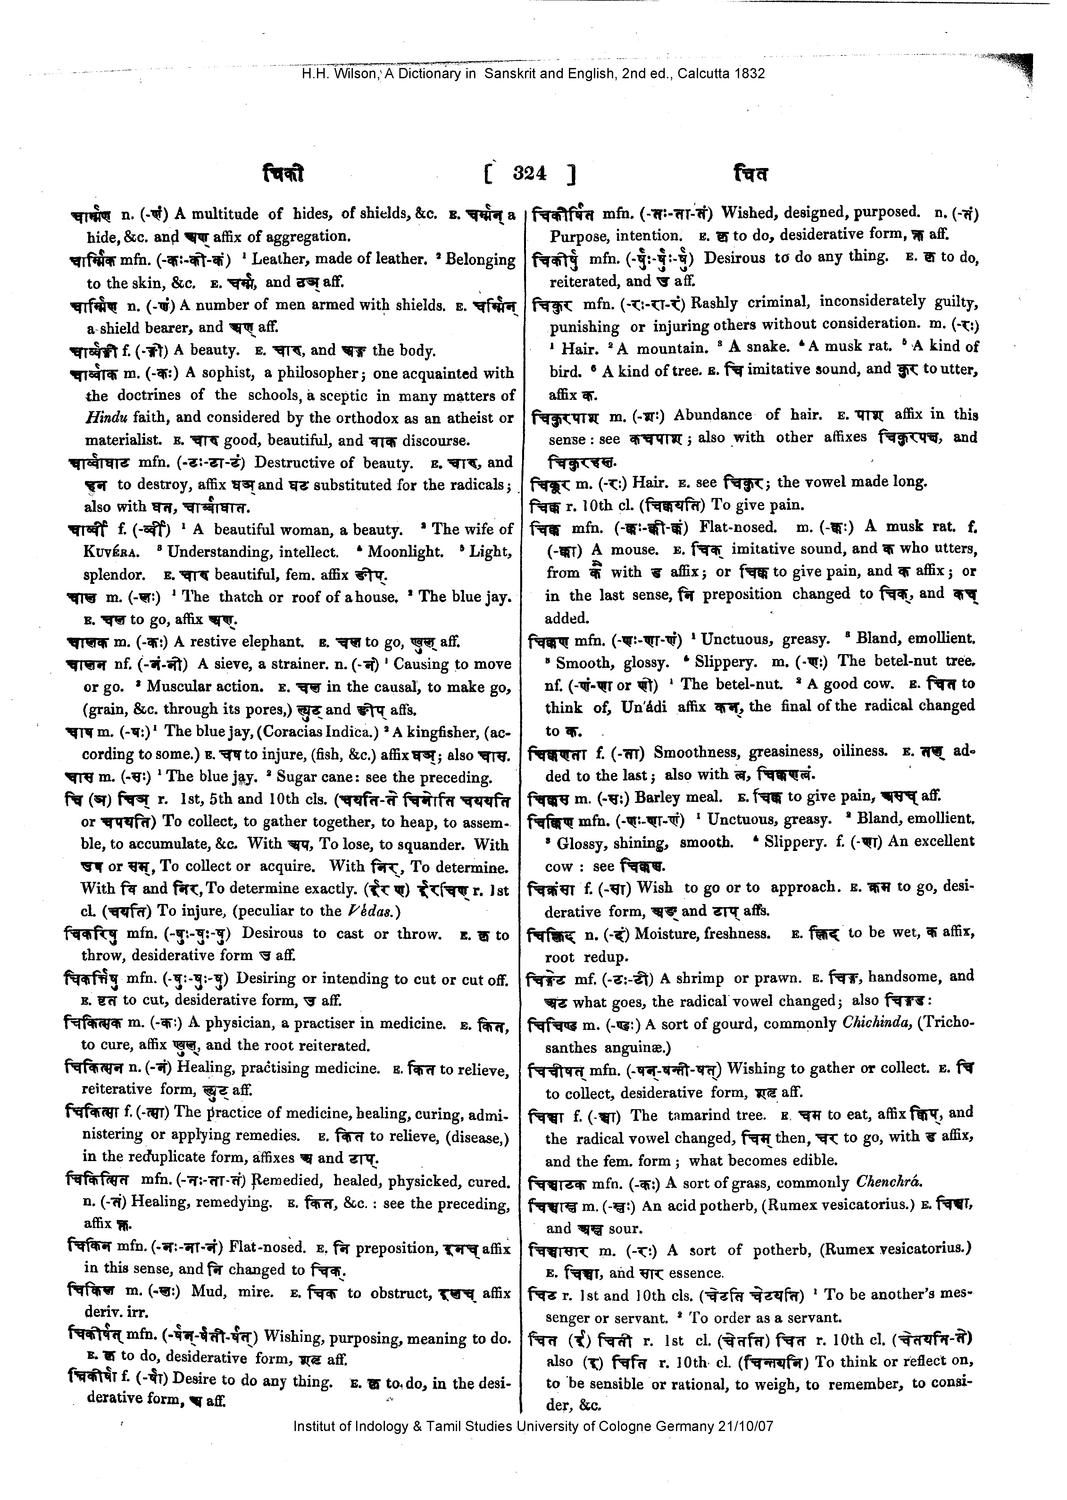 H.H. Wilson, A Dictionary in Sanskrit and English, 2nd ed., Calcutta 1832
चिकी [ 324 ] चित
चार्म्मण n. (-णं) A multitude of hides, of shields, &c. E. चर्म्मन् a
hide, &c. and अण affix of aggregation.
चार्म्मिक mfn. (-कः-की-कं) ¹ Leather, made of leather. ² Belonging
to the skin, &c. E. चर्म्म, and ठञ् aff.
चार्म्मिण n. (-णं) A number of men armed with shields. E. चर्म्मिन्
a shield bearer, and अण् aff.
चार्व्वङ्गी f. (-ङ्गी) A beauty. E. चारु, and अङ्ग the body.
चार्व्वाक m. (-कः) A sophist, a philosopher; one acquainted with
the doctrines of the schools, a sceptic in many matters of
Hindu faith, and considered by the orthodox as an atheist or
materialist. E. चारु good, beautiful, and वाक discourse.
चार्व्वाघाट mfn. (-टः-टा-टं) Destructive of beauty. E. चारु, and
हन to destroy, affix घञ् and घट substituted for the radicals;
also with घत, चार्व्वाघात.
चार्व्वी f. (-र्व्वी) ¹ A beautiful woman, a beauty. ² The wife of
KUVÉRA. ³ Understanding, intellect. ⁴ Moonlight. ⁵ Light,
splendor. E. चारु beautiful, fem. affix ङीप्.
चाल m. (-लः) ¹ The thatch or roof of a house. ² The blue jay.
E. चल to go, affix अण्.
चालक m. (-कः) A restive elephant. E. चल to go, ण्वुल् aff.
चालन nf. (-नं-नी) A sieve, a strainer. n. (-नं) ¹ Causing to move
or go. ² Muscular action. E. चल in the causal, to make go,
(grain, &c. through its pores,) ल्युट् and ङीप् affs.
चाष m. (-षः) ¹ The blue jay, (Coracias Indica.) ² A kingfisher, (ac-
cording to some.) E. चष to injure, (fish, &c.) affix घञ्; also चास.
चास m. (-सः) ¹ The blue jay. ² Sugar cane: see the preceding.
चि (ञ) चिञ् r. 1st, 5th and 10th cls. (चयति-ते चिनोति चययति
or चपयति) To collect, to gather together, to heap, to assem-
ble, to accumulate, &c. With अप, To lose, to squander. With
उप or सम्, To collect or acquire. With निर्, To determine.
With वि and निर्, To determine exactly. (ईर ण) ईरचिण् r. 1st
cl. (चयति) To injure, (peculiar to the Védas.)
चिकरिषु mfn. (-षुः-षुः-षु) Desirous to cast or throw. E. कॄ to
throw, desiderative form उ aff.
चिकर्त्तिषु mfn. (-षुः-षुः-षु) Desiring or intending to cut or cut off.
E. कृत to cut, desiderative form, उ aff.
चिकित्सक m. (-कः) A physician, a practiser in medicine. E. कित,
to cure, affix ण्वुल्, and the root reiterated.
चिकित्सन n. (-नं) Healing, practising medicine. E. कित to relieve,
reiterative form, ल्युट् aff.
चिकित्सा f. (-त्सा) The practice of medicine, healing, curing, admi-
nistering or applying remedies. E. कित to relieve, (disease,)
in the reduplicate form, affixes अ and टाप्.
चिकित्सित mfn. (-तः-ता-तं) Remedied, healed, physicked, cured.
n. (-तं) Healing, remedying. E. कित, &c. : see the preceding,
affix क्त.
चिकिन mfn. (-नः-ना-नं) Flat-nosed. E. नि preposition, इनच् affix
in this sense, and नि changed to चिक्.
चिकिल m. (-लः) Mud, mire. E. चिक to obstruct, इलच् affix
deriv. irr.
चिकीर्षत् mfn. (-र्षन्-र्षती-र्षत्) Wishing, purposing, meaning to do.
E. कृ to do, desiderative form, शतृ aff.
चिकीर्षा f. (-र्षा) Desire to do any thing. E. कृ to do, in the desi-
derative form, अ aff.
चिकीर्षित mfn. (-तः-ता-तं) Wished, designed, purposed. n. (-तं)
Purpose, intention. E. कृ to do, desiderative form, क्त aff.
चिकीर्षु mfn. (-र्षुः-र्षुः-र्षु) Desirous to do any thing. E. कृ to do,
reiterated, and उ aff.
चिकुर mfn. (-रः-रा-रं) Rashly criminal, inconsiderately guilty,
punishing or injuring others without consideration. m. (-रः)
¹ Hair. ² A mountain. ³ A snake. ⁴ A musk rat. ⁵ A kind of
bird. ⁶ A kind of tree. E. चि imitative sound, and कुर to utter,
affix क.
चिकुरपाश m. (-शः) Abundance of hair. E. पाश affix in this
sense : see कचपाश; also with other affixes चिकुरपक्ष, and
चिकुरहस्त.
चिकूर m. (-रः) Hair. E. see चिकुर; the vowel made long.
चिक्क r. 10th cl. (चिक्कयति) To give pain.
चिक्क mfn. (-क्कः-क्की-क्कं) Flat-nosed. m. (-क्कः) A musk rat. f.
(-क्का) A mouse. E. चिक् imitative sound, and क who utters,
from कै with ड affix; or चिक्क to give pain, and क affix; or
in the last sense, नि preposition changed to चिक्, and कच्
added.
चिक्कण mfn. (-णः-णा-णं) ¹ Unctuous, greasy. ² Bland, emollient.
³ Smooth, glossy. ⁴ Slippery. m. (-णः) The betel-nut tree.
nf. (-णं-णा or णी) ¹ The betel-nut. ² A good cow. E. चित to
think of, Un'ádi affix कन्, the final of the radical changed
to क.
चिक्कणता f. (-ता) Smoothness, greasiness, oiliness. E. तल् ad-
ded to the last; also with त्व, चिक्कणत्वं.
चिक्कस m. (-सः) Barley meal. E. चिक्क to give pain, असच् aff.
चिक्किण mfn. (-णः-णा-णं) ¹ Unctuous, greasy. ² Bland, emollient.
³ Glossy, shining, smooth. ⁴ Slippery. f. (-णा) An excellent
cow : see चिक्कण.
चिक्रंसा f. (-सा) Wish to go or to approach. E. क्रम to go, desi-
derative form, अङ् and टाप् affs.
चिक्लिद n. (-दं) Moisture, freshness. E. क्लिद to be wet, क affix,
root redup.
चिङ्गट mf. (-टः-टी) A shrimp or prawn. E. चिङ्ग, handsome, and
अट what goes, the radical vowel changed; also चिङ्गड :
चिचिण्ड m. (-ण्डः) A sort of gourd, commonly Chichinda, (Tricho-
santhes anguinæ.)
चिचीषत् mfn. (-षन्-षन्ती-षत्) Wishing to gather or collect. E. चि
to collect, desiderative form, शतृ aff.
चिञ्चा f. (-ञ्चा) The tamarind tree. E. चम to eat, affix क्विप्, and
the radical vowel changed, चिम् then, चर to go, with ड affix,
and the fem. form; what becomes edible.
चिञ्चाटक mfn. (-कः) A sort of grass, commonly Chenchrá.
चिञ्चाम्ल m. (-म्लः) An acid potherb, (Rumex vesicatorius.) E. चिञ्चा,
and अम्ल sour.
चिञ्चासार m. (-रः) A sort of potherb, (Rumex vesicatorius.)
E. चिञ्चा, and सार essence.
चिट r. 1st and 10th cls. (चेटति चेटयति) ¹ To be another's mes-
senger or servant. ² To order as a servant.
चित (ई) चिती r. 1st cl. (चेतति) चित r. 10th cl. (चेतयति-ते)
also (इ) चिति r. 10th cl. (चिन्तयति) To think or reflect on,
to be sensible or rational, to weigh, to remember, to consi-
der, &c.
Institut of Indology & Tamil Studies University of Cologne Germany 21/10/07